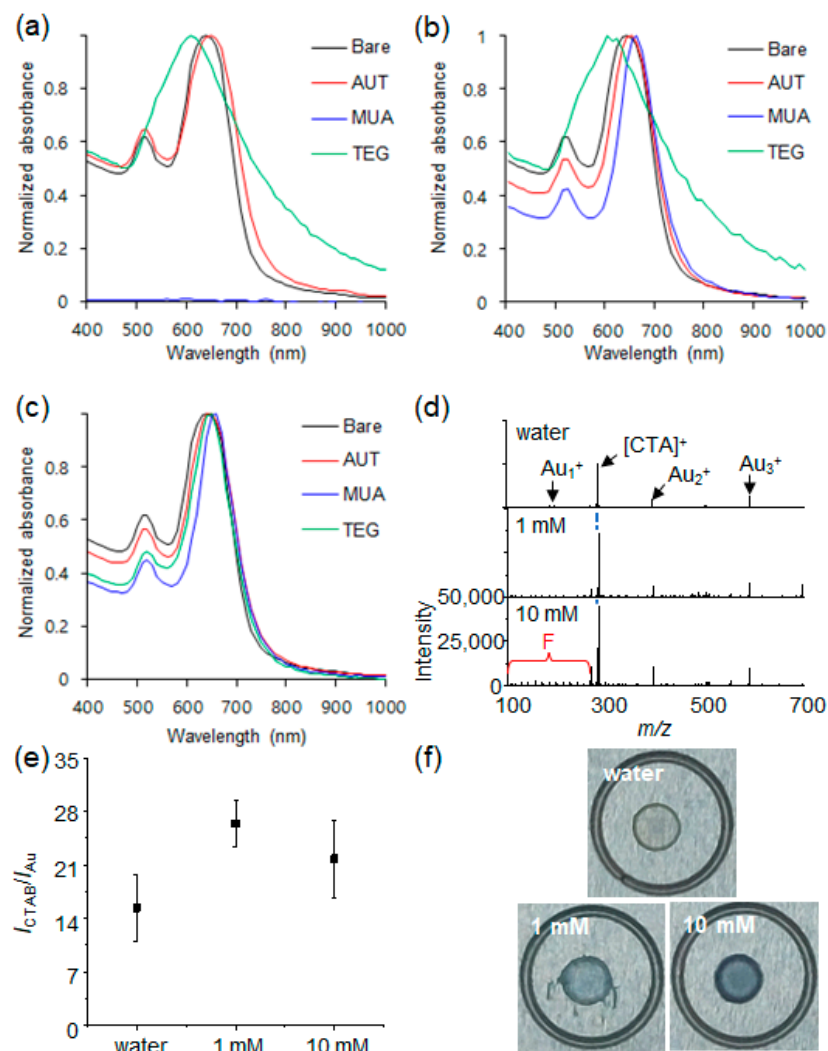 (a)
Normalized absorbance
1
0.8
0.6
0.4
0.2
0
400 500 600 700 800 900 1000
Wavelength (nm)
Bare
AUT
MUA
TEG
(b)
Normalized absorbance
1
0.8
0.6
0.4
0.2
0
400 500 600 700 800 900 1000
Wavelength (nm)
Bare
AUT
MUA
TEG
(c)
Normalized absorbance
1
0.8
0.6
0.4
0.2
0
400 500 600 700 800 900 1000
Wavelength (nm)
Bare
AUT
MUA
TEG
(d)
water
[CTA]+
Au1+
Au2+
Au3+
1 mM
50,000
10 mM
25,000
F
0
Intensity
100 300 500 700
m/z
(e)
35
28
21
14
7
0
ICTAB/IAu
water 1 mM 10 mM
(f)
water
1 mM
10 mM